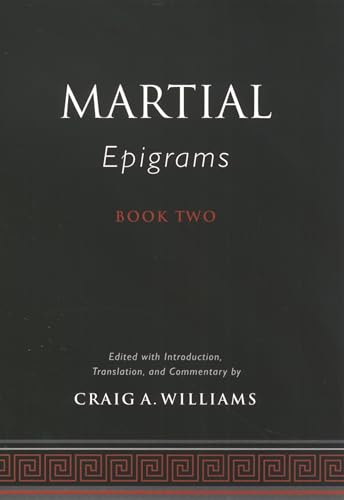 MARTIAL
Epigrams
BOOK TWO
Edited with Introduction,
Translation, and Commentary by
CRAIG A. WILLIAMS